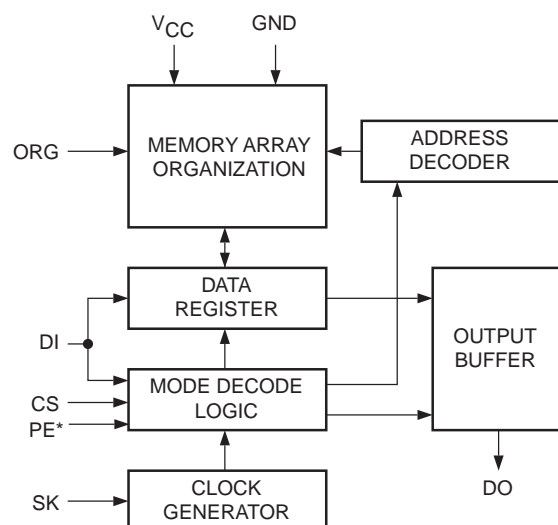 VCC
GND
ORG
MEMORY ARRAY
ORGANIZATION
ADDRESS
DECODER
DATA
REGISTER
DI
OUTPUT
BUFFER
MODE DECODE
LOGIC
CS
PE*
SK
CLOCK
GENERATOR
DO